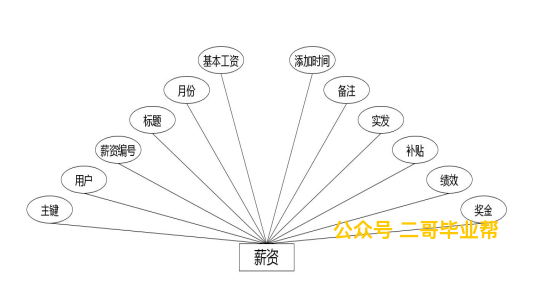 基本工资 添加时间
月份 备注
标题 实发
薪资编号 补贴
用户 绩效
主键 奖金
公众号 二哥毕业帮
薪资